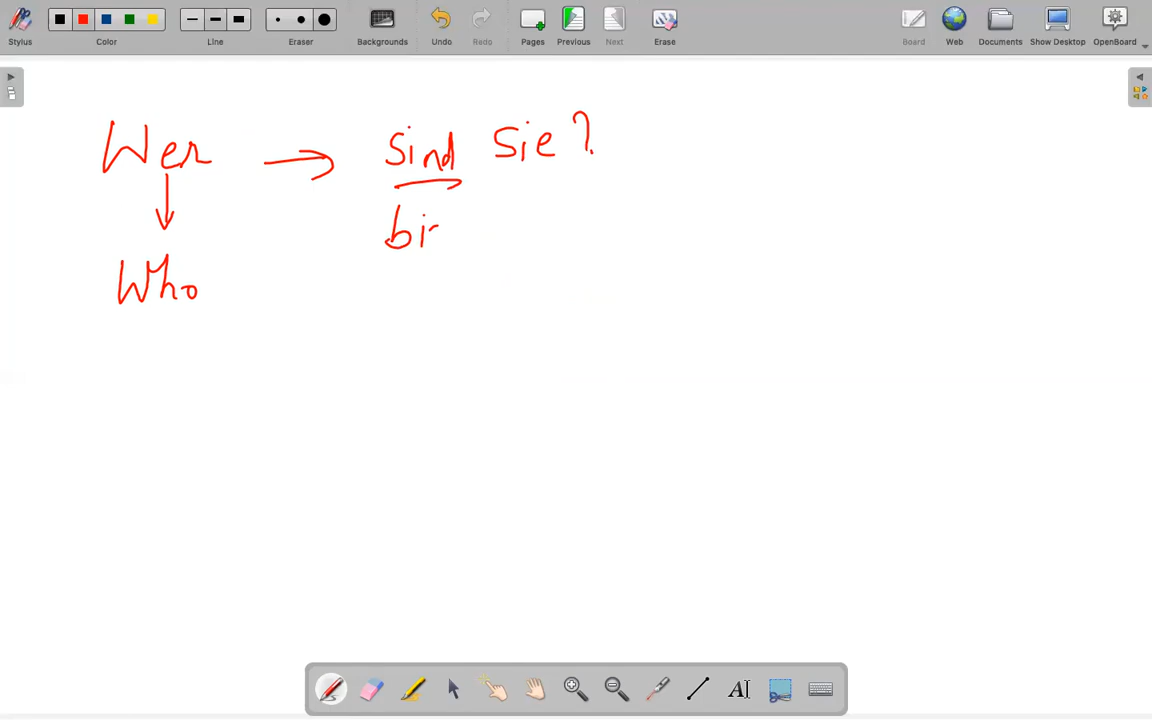 Stylus Color Line Eraser Backgrounds Undo Redo Pages Previous Next Erase Board Web Documents Show Desktop OpenBoard
Wer → Sind Sie?
bi
Who